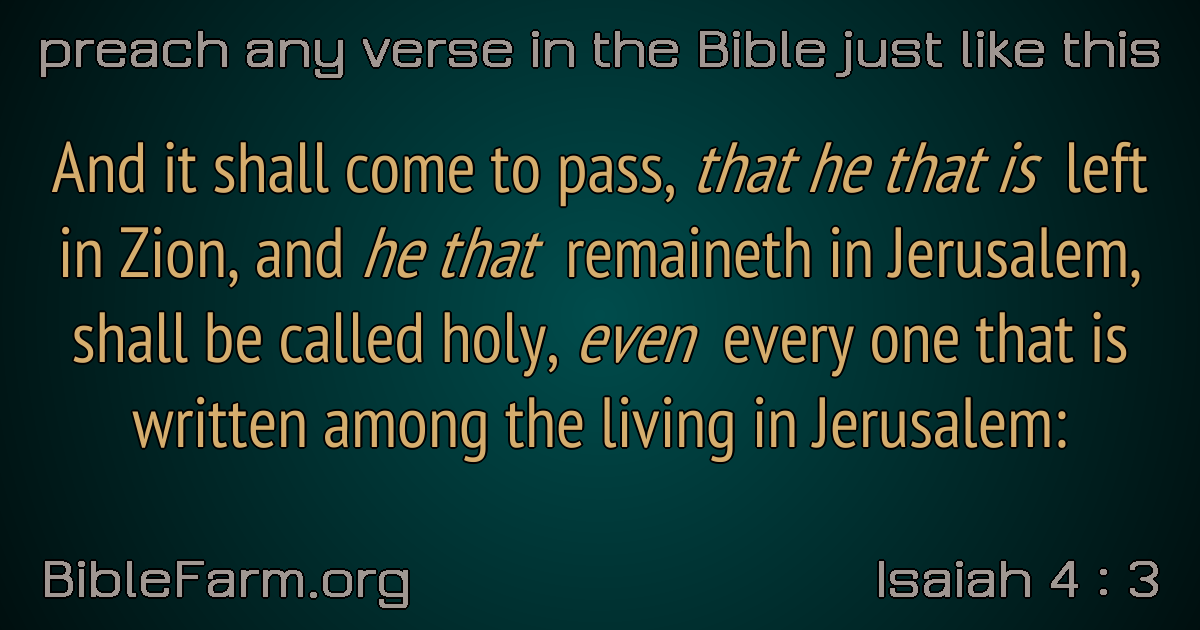 preach any verse in the Bible just like this
And it shall come to pass, that he that is left
in Zion, and he that remaineth in Jerusalem,
shall be called holy, even every one that is
written among the living in Jerusalem:
BibleFarm.org
Isaiah 4 : 3